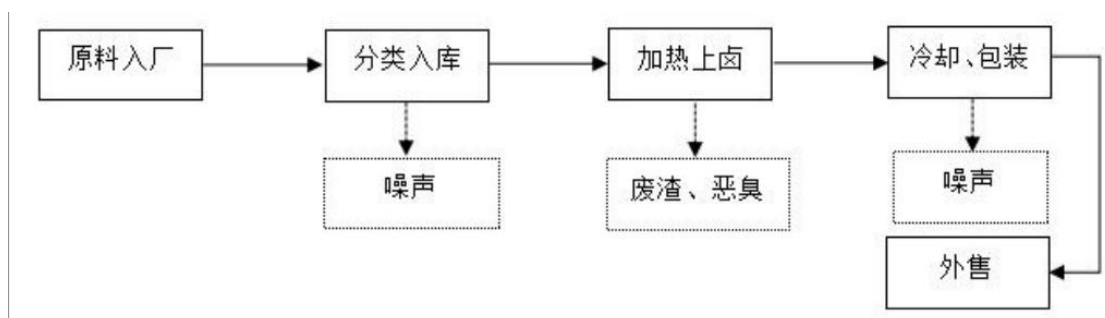 原料入厂
分类入库
加热上卤
冷却、包装
噪声
废渣、恶臭
噪声
外售